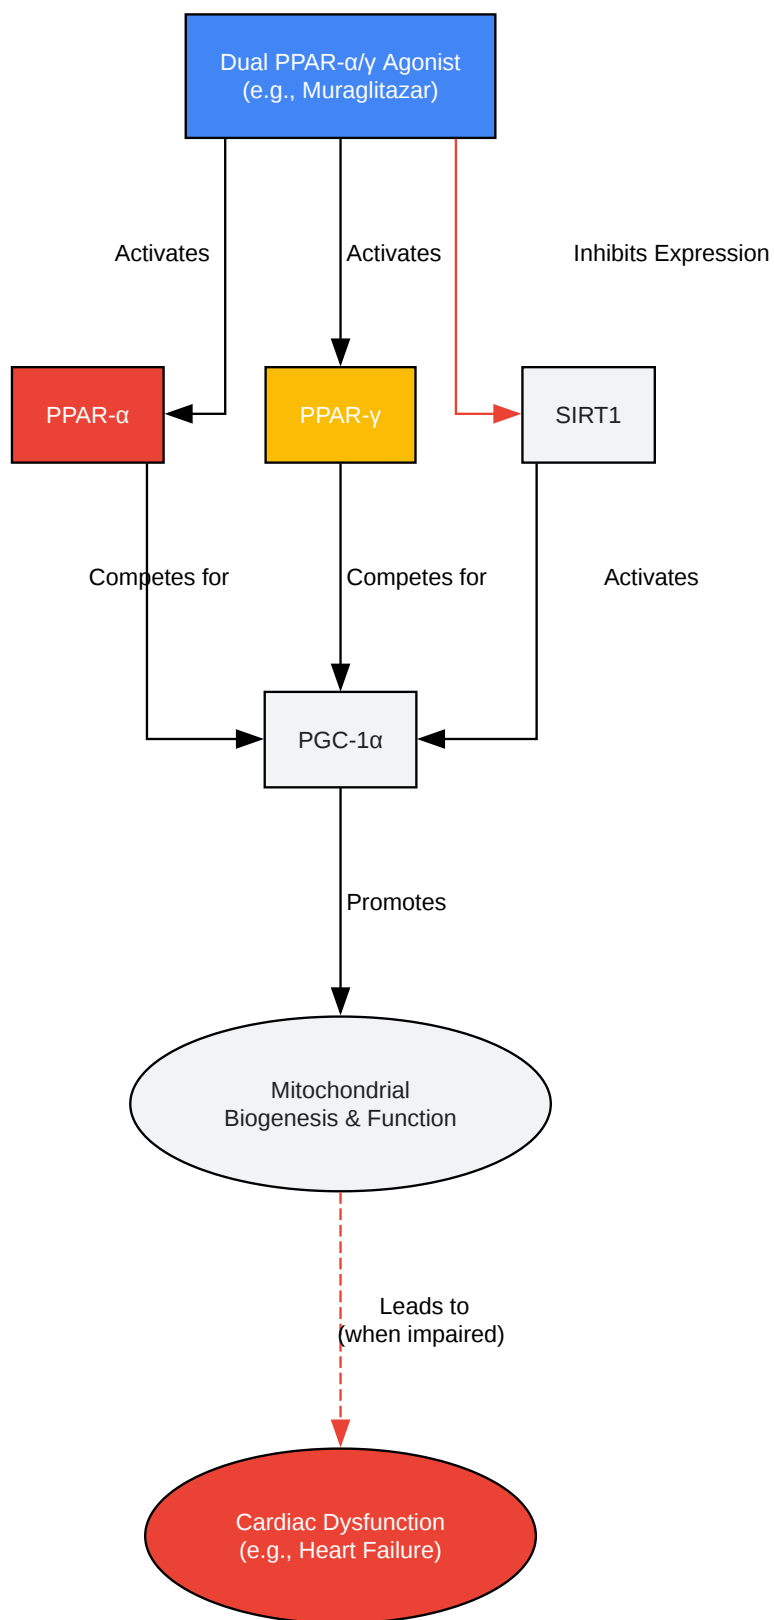 Dual PPAR-α/γ Agonist
(e.g., Muraglitazar)
Activates
Activates
Inhibits Expression
PPAR-α
PPAR-γ
SIRT1
Competes for
Competes for
Activates
PGC-1α
Promotes
Mitochondrial
Biogenesis & Function
Leads to
(when impaired)
Cardiac Dysfunction
(e.g., Heart Failure)